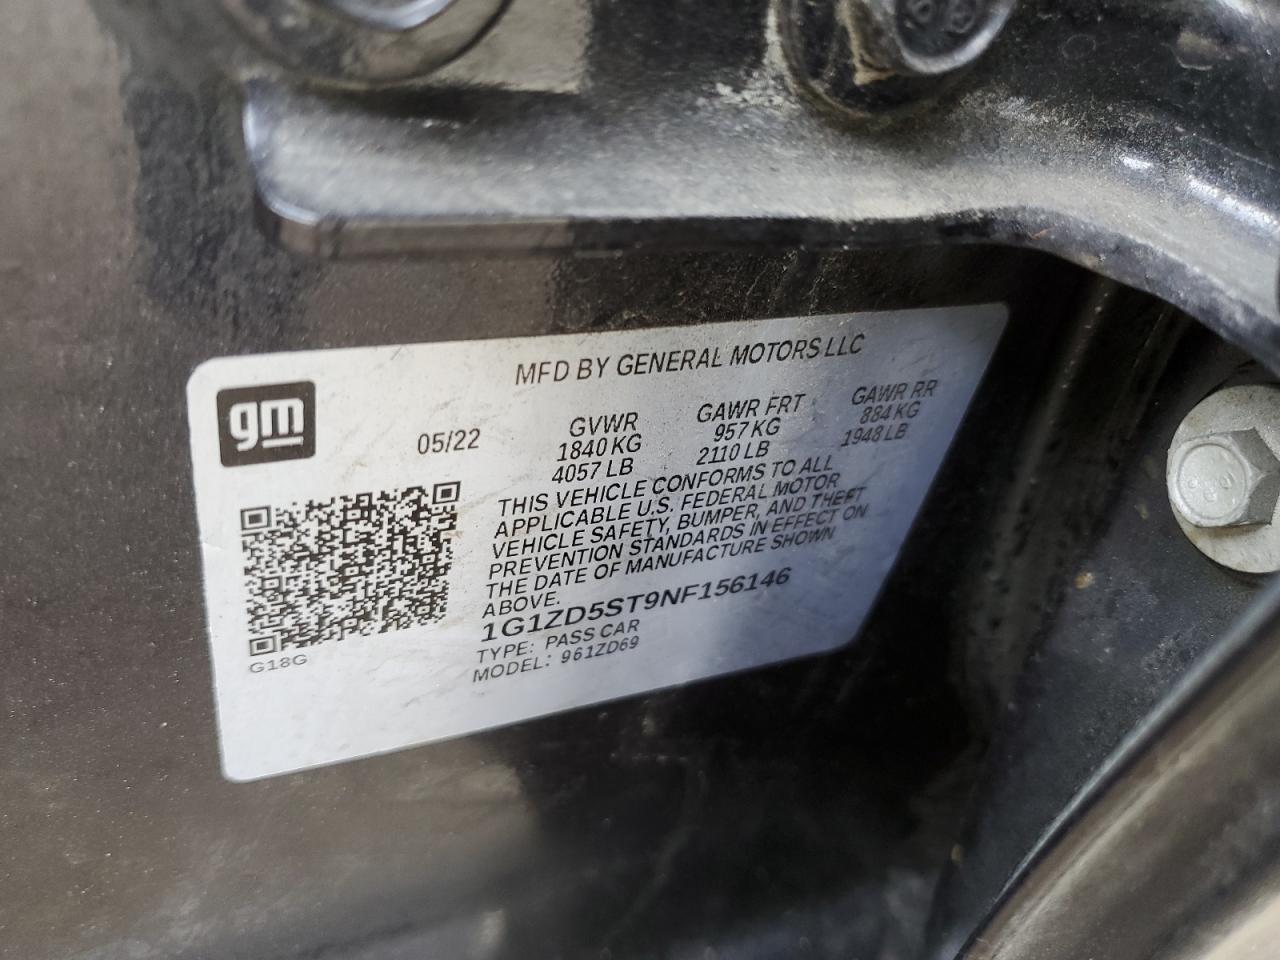 MFD BY GENERAL MOTORS LLC
gm
05/22
GVWR GAWR FRT GAWR RR
1840 KG 957 KG 884 KG
4057 LB 2110 LB 1948 LB
THIS VEHICLE CONFORMS TO ALL
APPLICABLE U.S. FEDERAL MOTOR
VEHICLE SAFETY, BUMPER, AND THEFT
PREVENTION STANDARDS IN EFFECT ON
THE DATE OF MANUFACTURE SHOWN
ABOVE.
1G1ZD5ST9NF156146
TYPE: PASS CAR
MODEL: 961ZD69
G18G